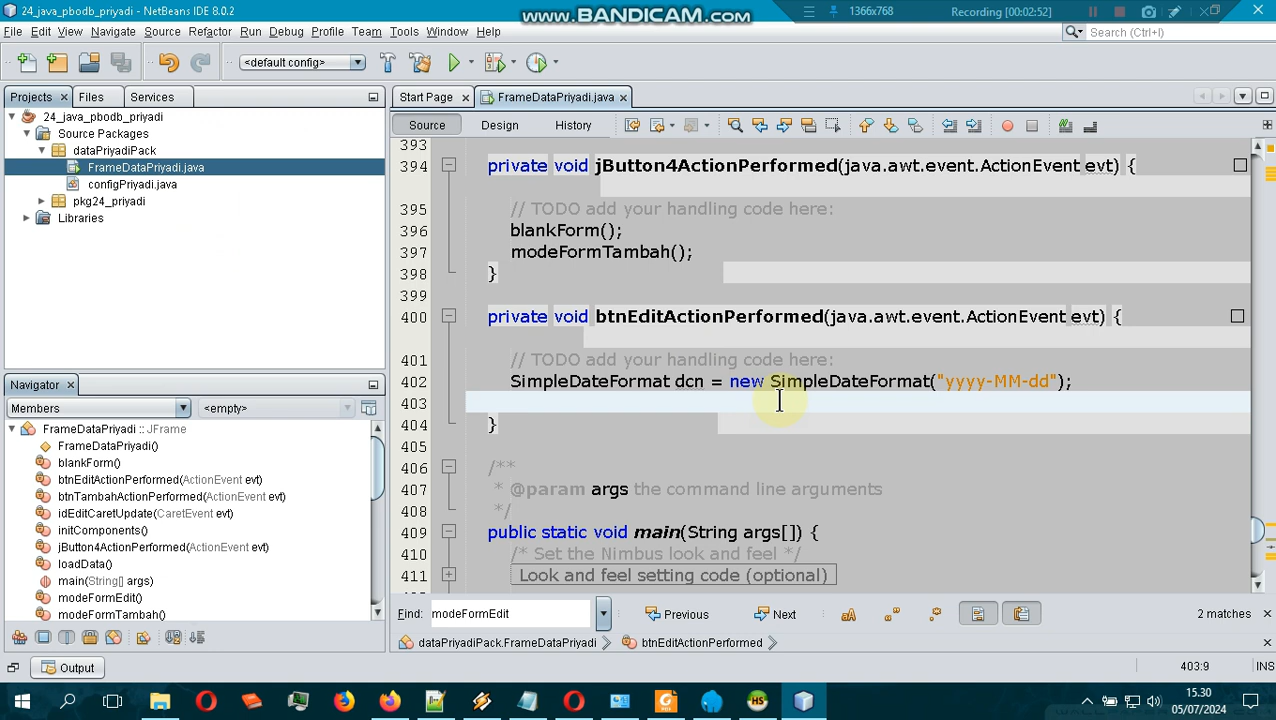 24_java_pbodb_priyadi - NetBeans IDE 8.0.2
www.BANDICAM.com
1366x768
Recording [00:02:52]
File Edit View Navigate Source Refactor Run Debug Profile Team Tools Window Help
Search (Ctrl+I)
<default config>
Projects Files Services
Start Page FrameDataPriyadi.java
24_java_pbodb_priyadi
Source Packages
dataPriyadiPack
FrameDataPriyadi.java
configPriyadi.java
pkg24_priyadi
Libraries
Source Design History
393
394 private void jButton4ActionPerformed(java.awt.event.ActionEvent evt) {
395 // TODO add your handling code here:
396 blankForm();
397 modeFormTambah();
398 }
399
400 private void btnEditActionPerformed(java.awt.event.ActionEvent evt) {
401 // TODO add your handling code here:
402 SimpleDateFormat dcn = new SimpleDateFormat("yyyy-MM-dd");
403
404 }
405
406 /**
407 * @param args the command line arguments
408 */
409 public static void main(String args[]) {
410 /* Set the Nimbus look and feel */
411 Look and feel setting code (optional)
Navigator
Members <empty>
FrameDataPriyadi :: JFrame
FrameDataPriyadi()
blankForm()
btnEditActionPerformed(ActionEvent evt)
btnTambahActionPerformed(ActionEvent evt)
idEditCaretUpdate(CaretEvent evt)
initComponents()
jButton4ActionPerformed(ActionEvent evt)
loadData()
main(String[] args)
modeFormEdit()
modeFormTambah()
Find: modeFormEdit Previous Next 2 matches
dataPriyadiPack.FrameDataPriyadi btnEditActionPerformed
Output
403:9 INS
15.30
05/07/2024